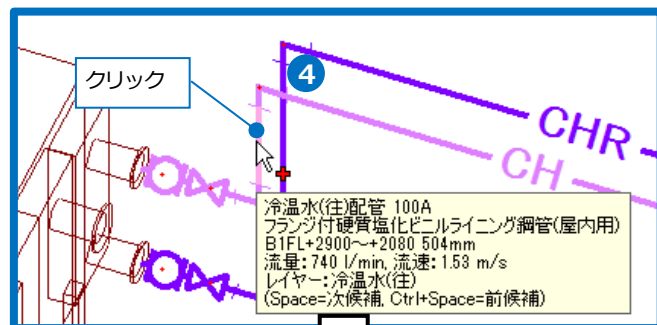 クリック
4
CHR
CH
冷温水(往)配管 100A
フランジ付硬質塩化ビニルライニング鋼管(屋内用)
B1FL+2900～+2080 504mm
流量:740 l/min, 流速:1.53 m/s
レイヤー:冷温水(往)
(Space=次候補, Ctrl+Space=前候補)